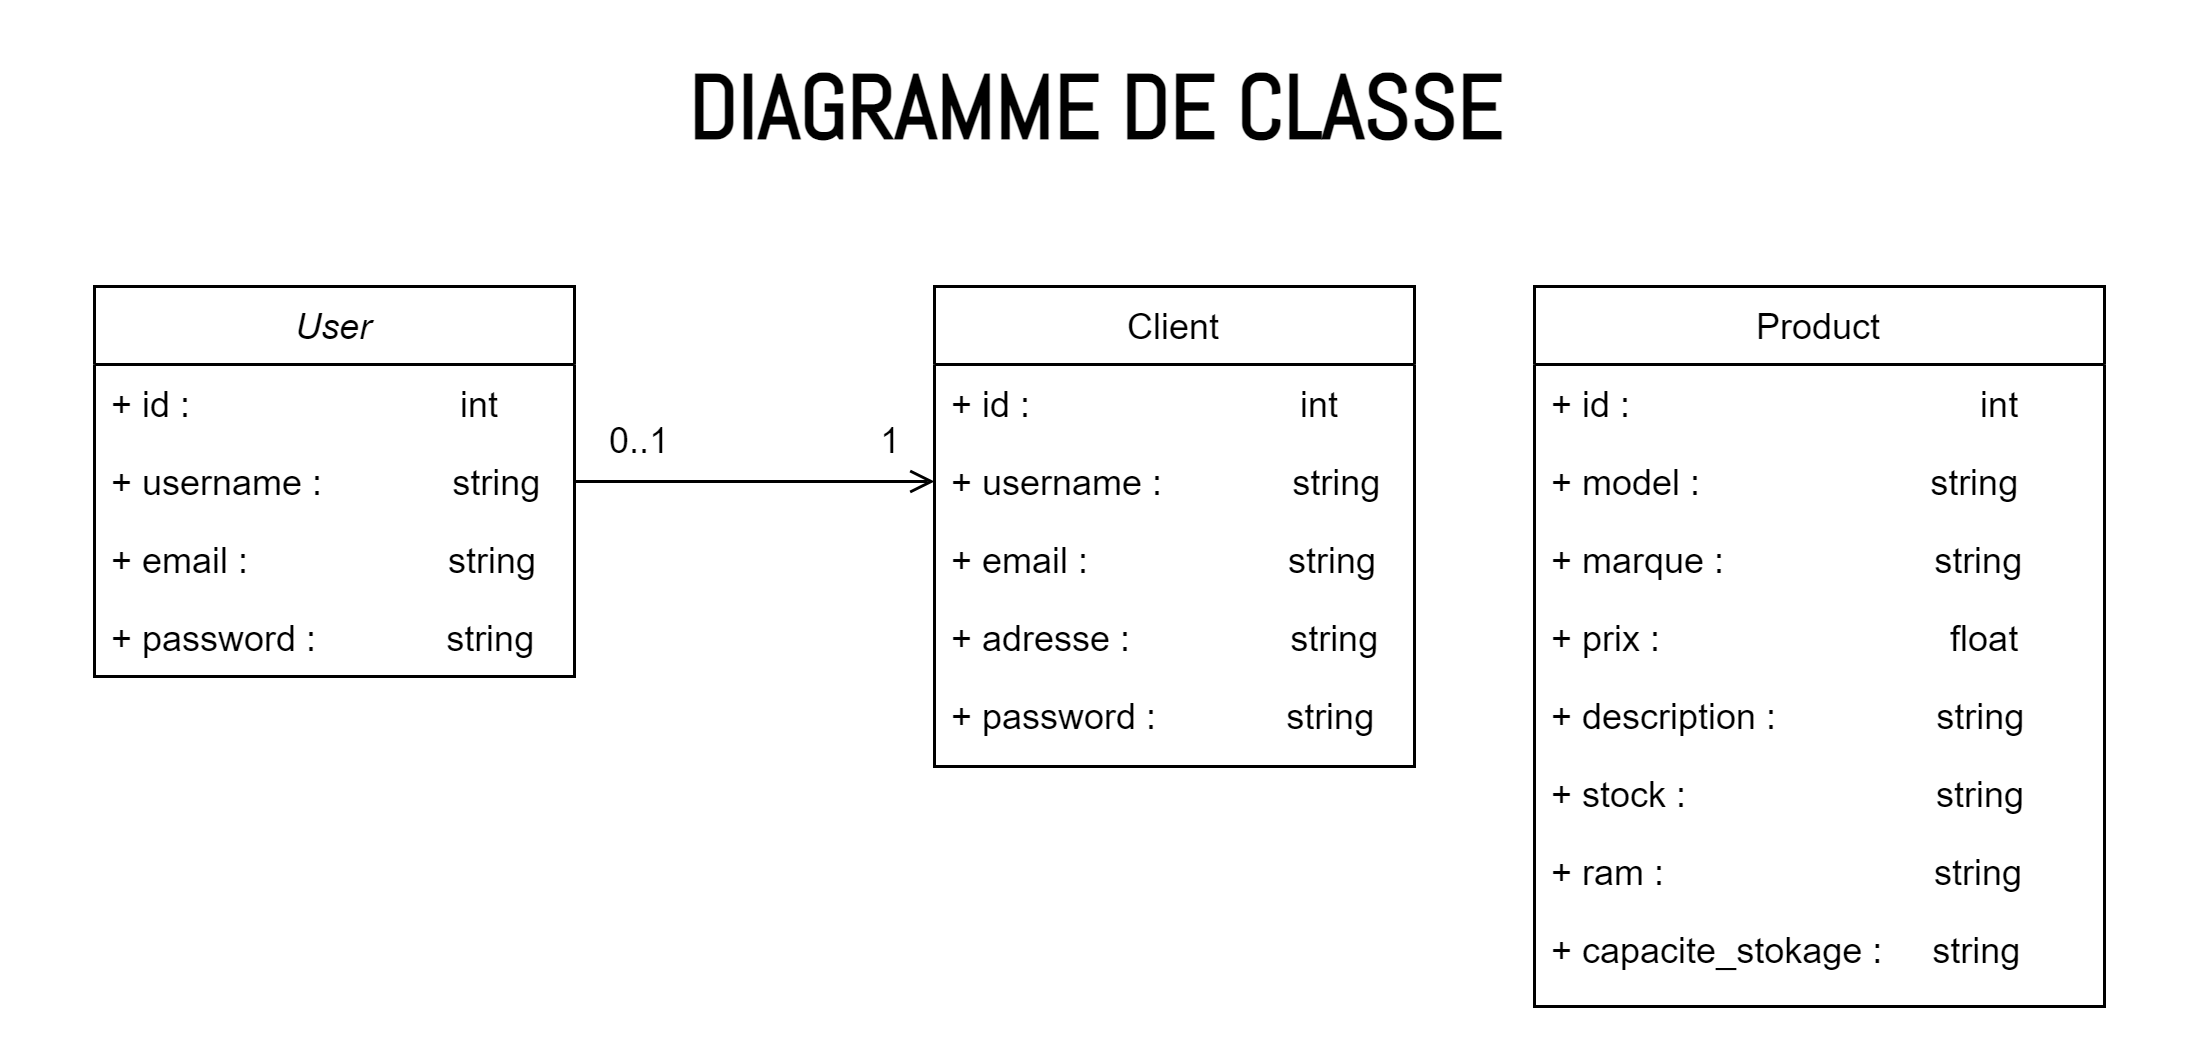 DIAGRAMME DE CLASSE
User
+ id : int
+ username : string
+ email : string
+ password : string
0..1 1
Client
+ id : int
+ username : string
+ email : string
+ adresse : string
+ password : string
Product
+ id : int
+ model : string
+ marque : string
+ prix : float
+ description : string
+ stock : string
+ ram : string
+ capacite_stokage : string